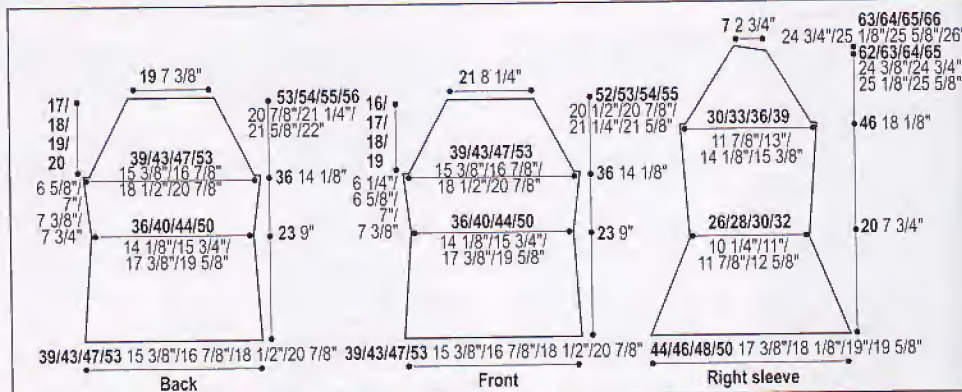 19 7 3/8"
17/
18/
19/
20
6 5/8"/
7"/
7 3/8"/
7 3/4"
53/54/55/56
20 7/8"/21 1/4"/
21 5/8"/22"
39/43/47/53
15 3/8"/16 7/8"/
18 1/2"/20 7/8"
36 14 1/8"
36/40/44/50
14 1/8"/15 3/4"/
17 3/8"/19 5/8"
23 9"
39/43/47/53 15 3/8"/16 7/8"/18 1/2"/20 7/8"
Back
21 8 1/4"
16/
17/
18/
19
6 1/4"/
6 5/8"/
7"/
7 3/8"
52/53/54/55
20 1/2"/20 7/8"/
21 1/4"/21 5/8"
39/43/47/53
15 3/8"/16 7/8"/
18 1/2"/20 7/8"
36 14 1/8"
36/40/44/50
14 1/8"/15 3/4"/
17 3/8"/19 5/8"
23 9"
39/43/47/53 15 3/8"/16 7/8"/18 1/2"/20 7/8"
Front
7 2 3/4"
63/64/65/66
24 3/4"/25 1/8"/25 5/8"/26"
62/63/64/65
24 3/8"/24 3/4"/
25 1/8"/25 5/8"
30/33/36/39
11 7/8"/13"/
14 1/8"/15 3/8"
46 18 1/8"
26/28/30/32
10 1/4"/11"/
11 7/8"/12 5/8"
20 7 3/4"
44/46/48/50 17 3/8"/18 1/8"/19"/19 5/8"
Right sleeve